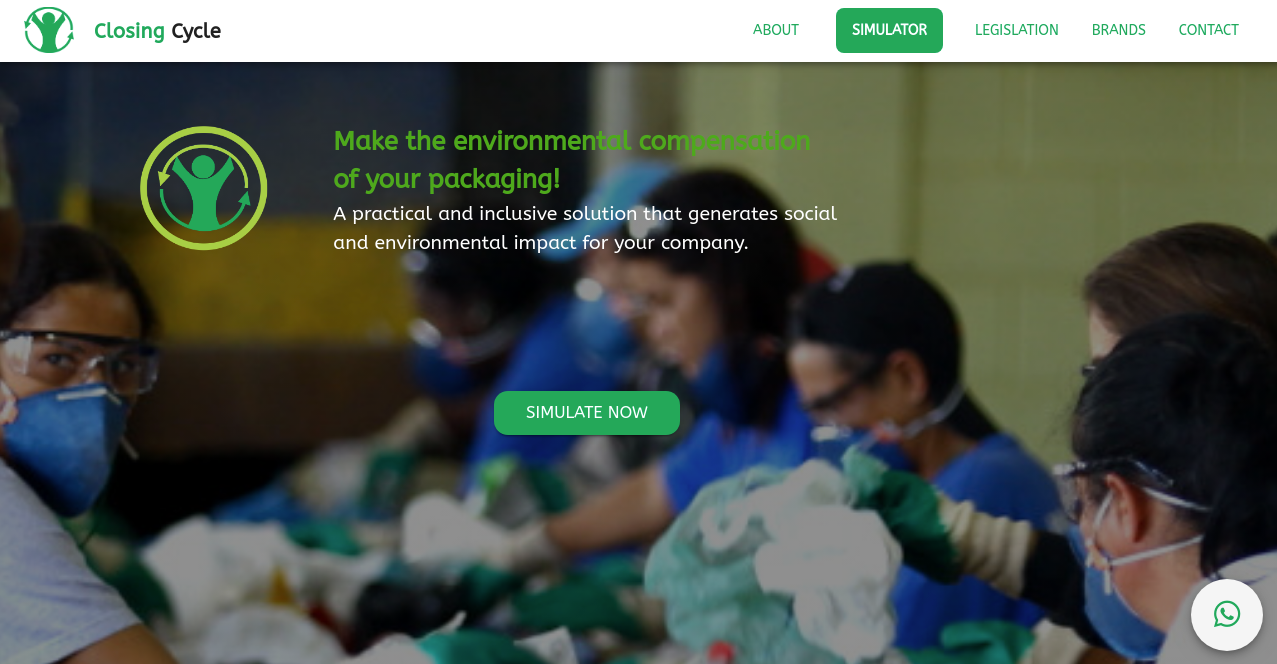 Closing Cycle
ABOUT
SIMULATOR
LEGISLATION
BRANDS
CONTACT
Make the environmental compensation
of your packaging!
A practical and inclusive solution that generates social
and environmental impact for your company.
SIMULATE NOW